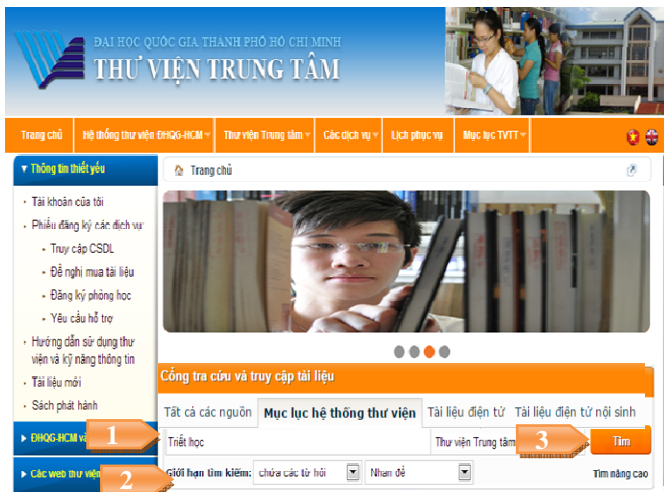 ĐẠI HỌC QUỐC GIA THÀNH PHỐ HỒ CHÍ MINH
THƯ VIỆN TRUNG TÂM
Trang chủ Hệ thống thư viện ĐHQG-HCM Thư viện Trung tâm Các dịch vụ Lịch phục vụ Mục lục TVTT
Thông tin thiết yếu
Trang chủ
Tài khoản của tôi
Phiếu đăng ký các dịch vụ
Truy cập CSDL
Đề nghị mua tài liệu
Đăng ký phòng học
Yêu cầu hỗ trợ
Hướng dẫn sử dụng thư
viện và kỹ năng thông tin
Tài liệu mới
Sách phát hành
ĐHQG-HCM và
Các web thư viện
Cổng tra cứu và truy cập tài liệu
Tất cả các nguồn Mục lục hệ thống thư viện Tài liệu điện tử Tài liệu điện tử nội sinh
1 Triết học Thư viện Trung tâm 3 Tìm
2 Giới hạn tìm kiếm: chứa các từ hỏi Nhan đề Tìm nâng cao